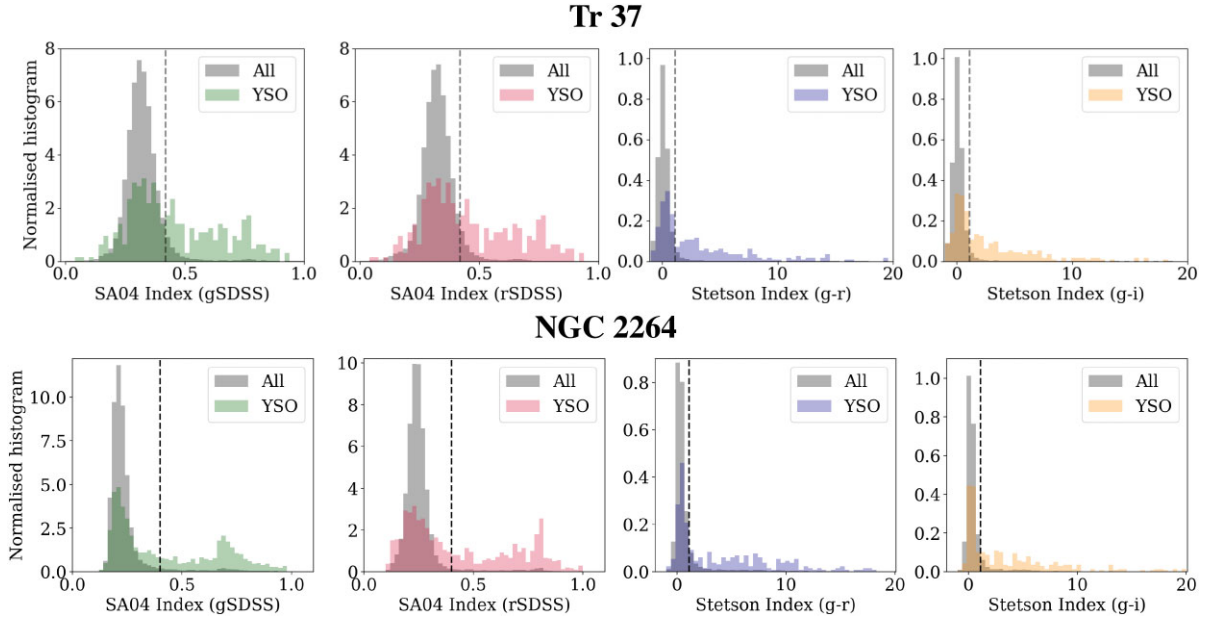 Tr 37
Normalised histogram
8
6
4
2
0
0.0 0.5 1.0
All
YSO
SA04 Index (gSDSS)
8
6
4
2
0
0.0 0.5 1.0
All
YSO
SA04 Index (rSDSS)
1.0
0.8
0.6
0.4
0.2
0.0
0 10 20
All
YSO
Stetson Index (g-r)
1.0
0.8
0.6
0.4
0.2
0.0
0 10 20
All
YSO
Stetson Index (g-i)
NGC 2264
Normalised histogram
10.0
7.5
5.0
2.5
0.0
0.0 0.5 1.0
All
YSO
SA04 Index (gSDSS)
10
8
6
4
2
0
0.0 0.5 1.0
All
YSO
SA04 Index (rSDSS)
0.8
0.6
0.4
0.2
0.0
0 10 20
All
YSO
Stetson Index (g-r)
1.0
0.8
0.6
0.4
0.2
0.0
0 10 20
All
YSO
Stetson Index (g-i)